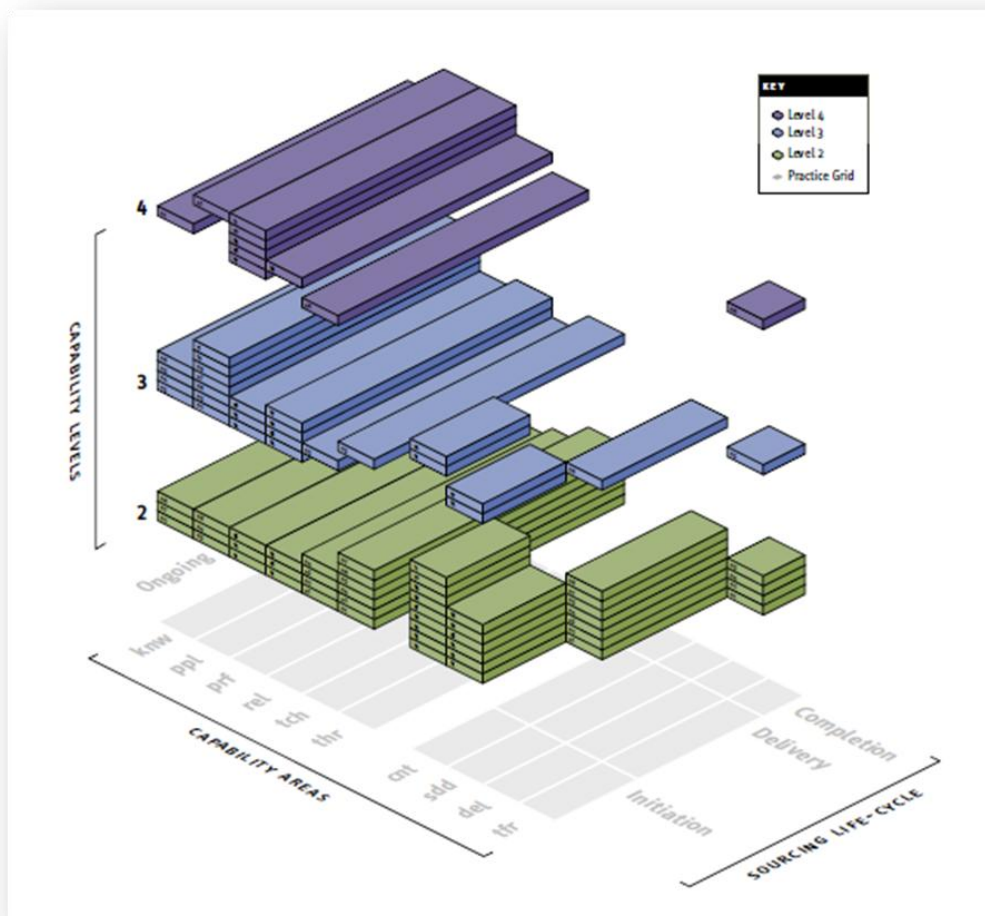 KEY
Level 4
Level 3
Level 2
Practice Grid
4
3
2
CAPABILITY LEVELS
Ongoing
knw
ppl
prf
rel
tch
thr
CAPABILITY AREAS
cnt
sdd
del
tfr
Initiation
Delivery
Completion
SOURCING LIFE-CYCLE